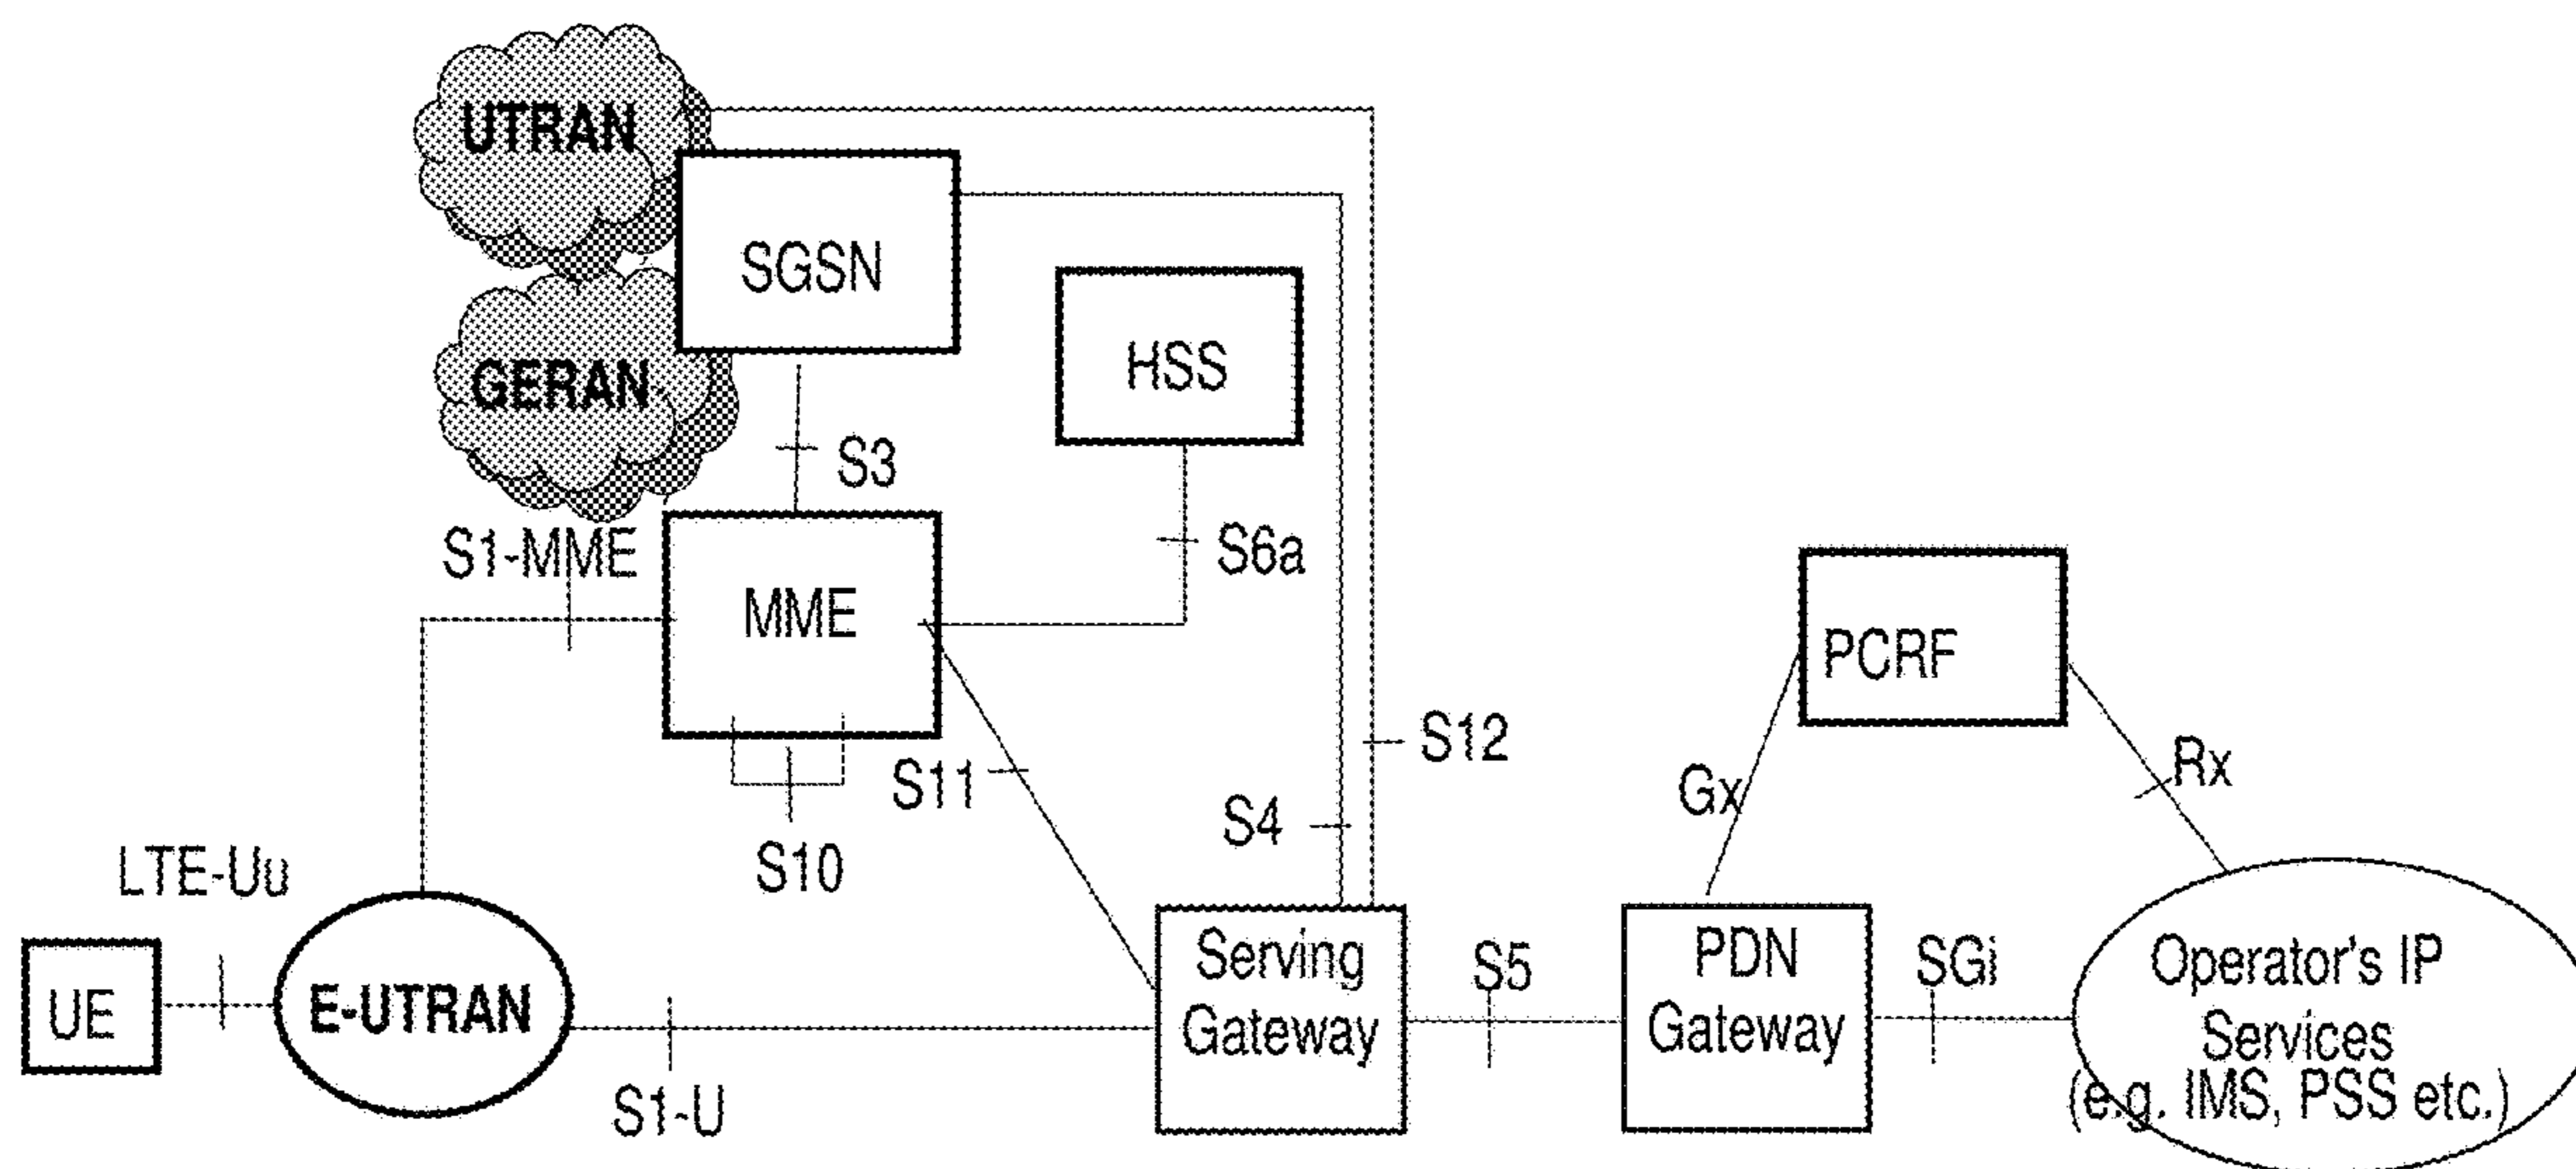 UTRAN
SGSN
HSS
GERAN
S3
S1-MME
S6a
MME
PCRF
S12
Rx
S11
Gx
S4
S10
LTE-Uu
Serving
Gateway
S5
PDN
Gateway
SGi
Operator's IP
Services
(e.g. IMS, PSS etc.)
UE
E-UTRAN
S1-U